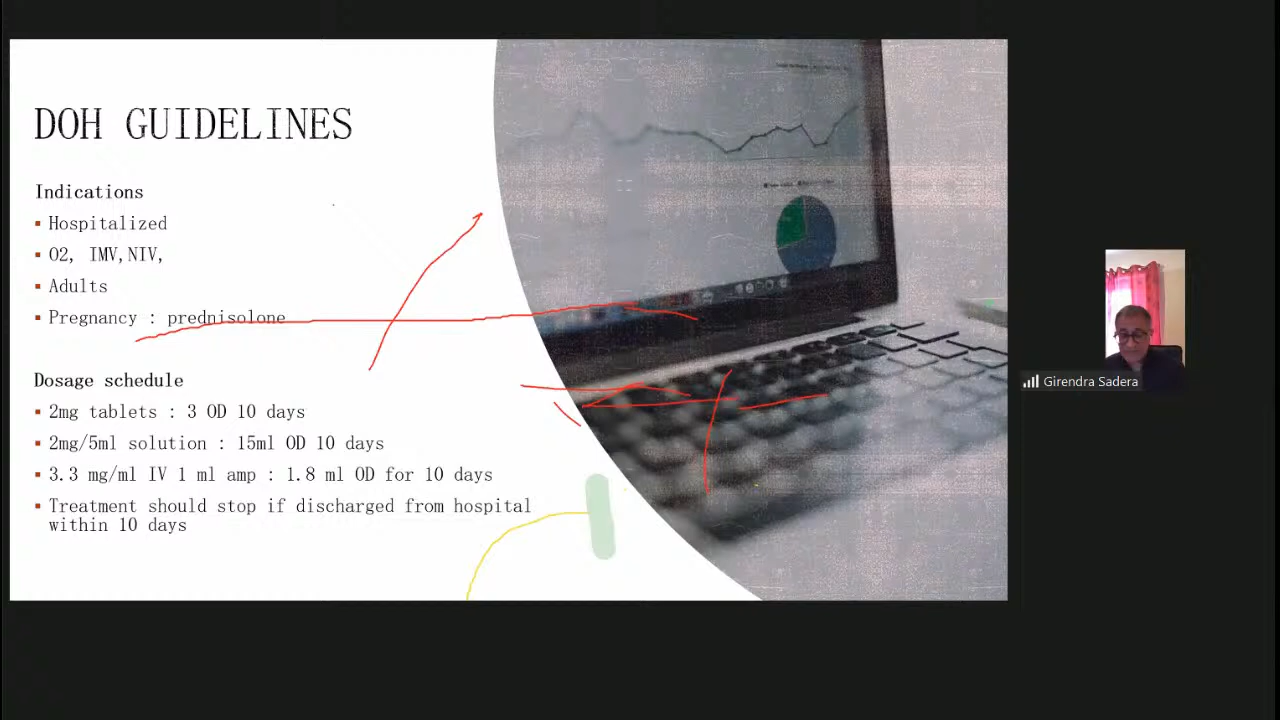 DOH GUIDELINES
Indications
▪ Hospitalized
▪ O2, IMV,NIV,
▪ Adults
▪ Pregnancy : prednisolone
Dosage schedule
▪ 2mg tablets : 3 OD 10 days
▪ 2mg/5ml solution : 15ml OD 10 days
▪ 3.3 mg/ml IV 1 ml amp : 1.8 ml OD for 10 days
▪ Treatment should stop if discharged from hospital
within 10 days
Girendra Sadera